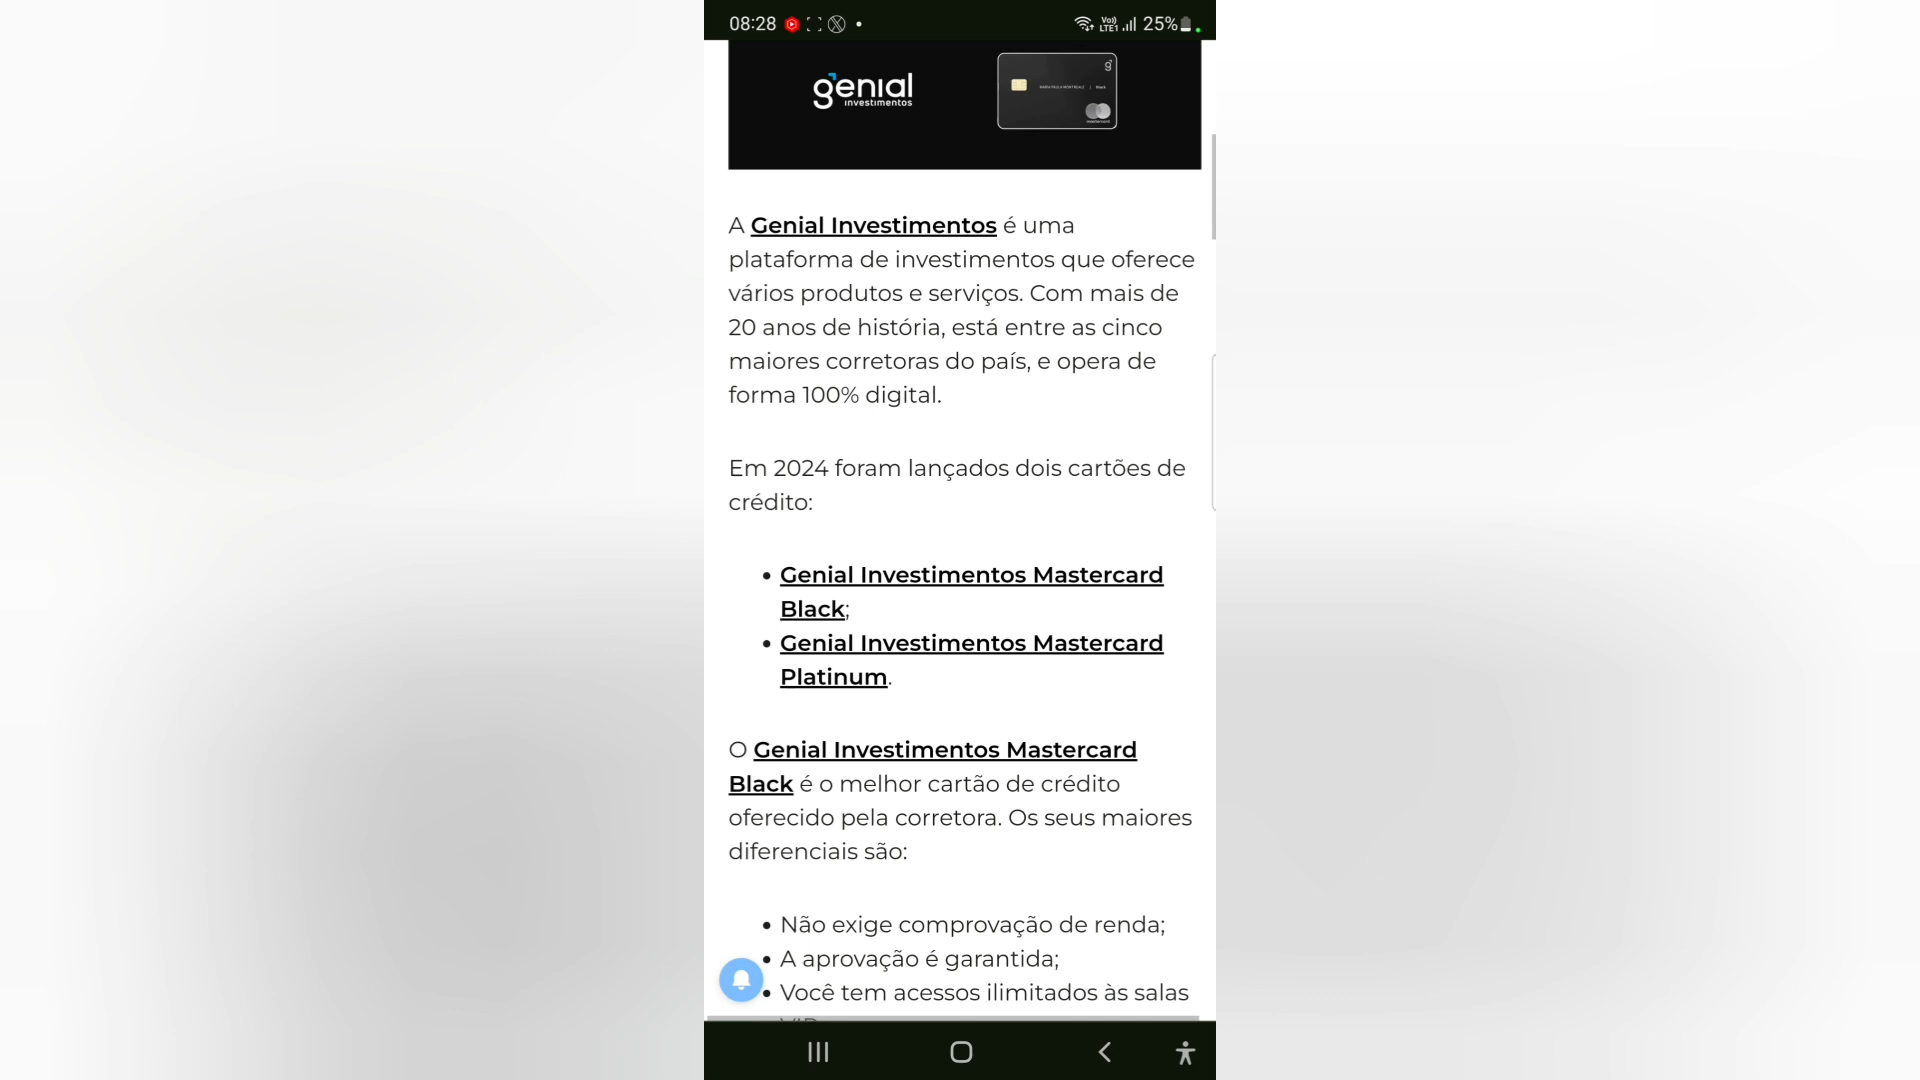 08:28
Vo))
LTE1
25%
genial
investimentos
black
mastercard
A Genial Investimentos é uma
plataforma de investimentos que oferece
vários produtos e serviços. Com mais de
20 anos de história, está entre as cinco
maiores corretoras do país, e opera de
forma 100% digital.
Em 2024 foram lançados dois cartões de
crédito:
• Genial Investimentos Mastercard
Black;
• Genial Investimentos Mastercard
Platinum.
O Genial Investimentos Mastercard
Black é o melhor cartão de crédito
oferecido pela corretora. Os seus maiores
diferenciais são:
• Não exige comprovação de renda;
• A aprovação é garantida;
• Você tem acessos ilimitados às salas